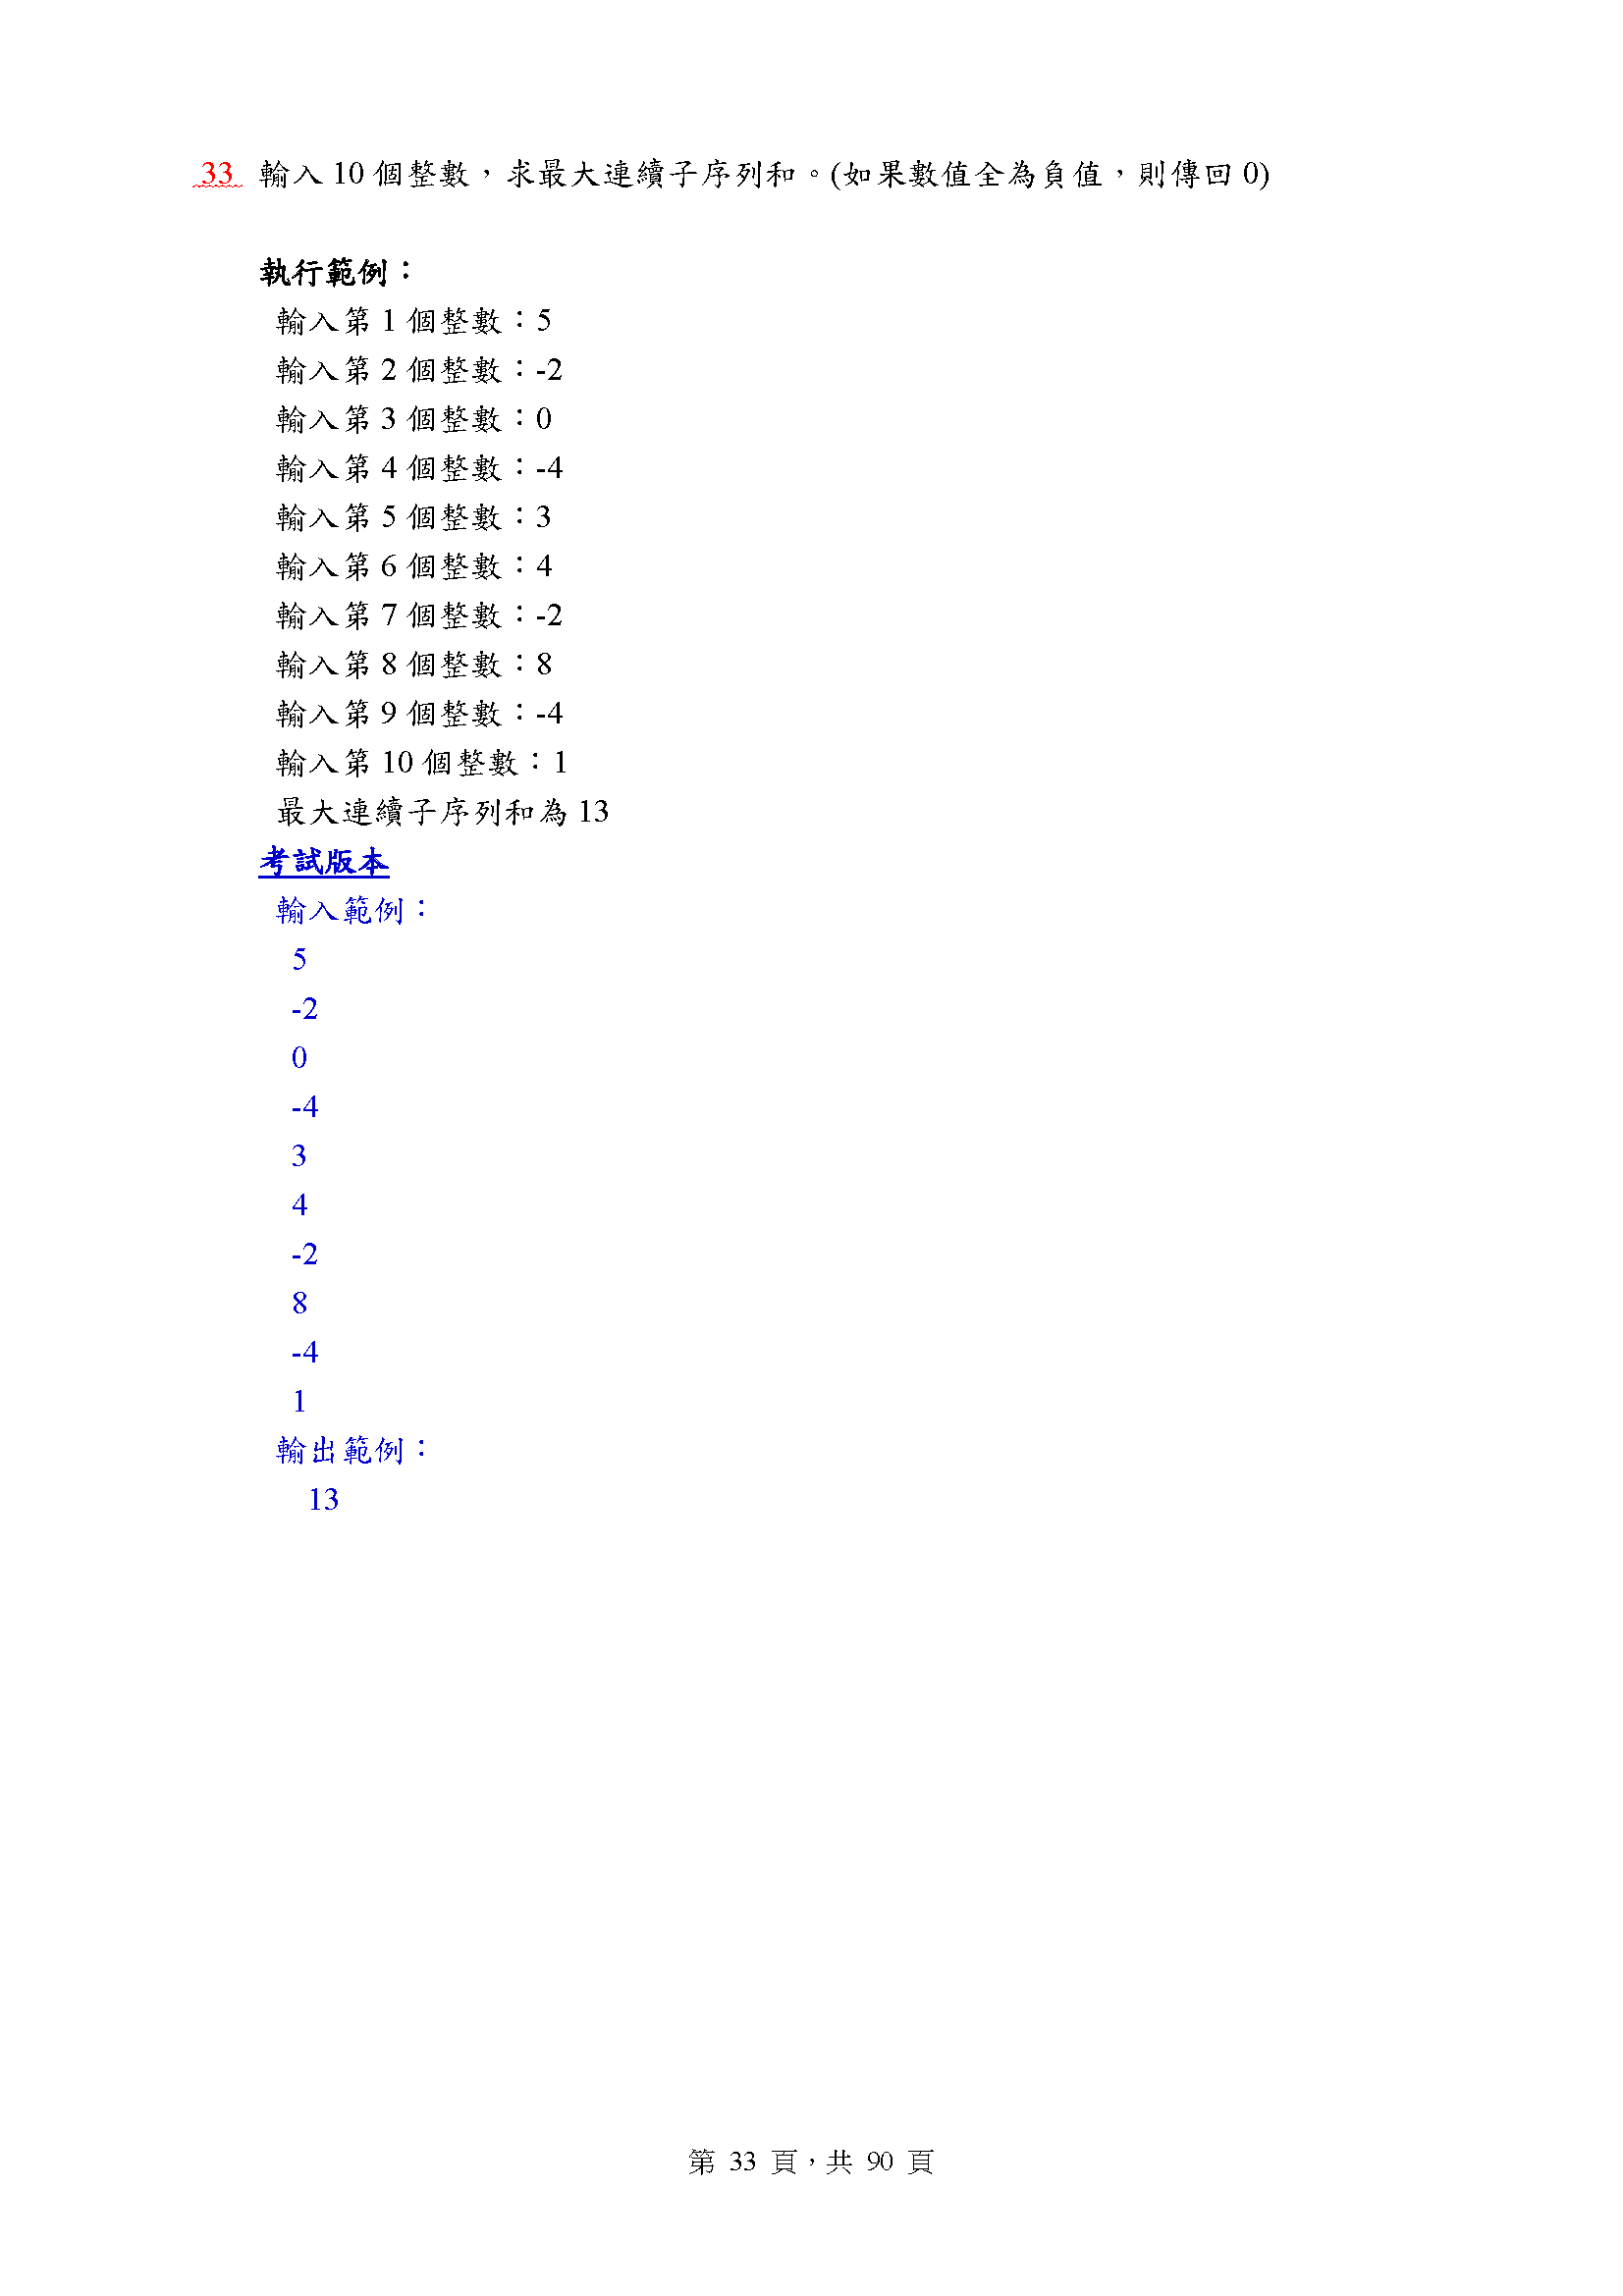 33 輸入 10 個整數，求最大連續子序列和。(如果數值全為負值，則傳回 0)
執行範例：
輸入第 1 個整數：5
輸入第 2 個整數：-2
輸入第 3 個整數：0
輸入第 4 個整數：-4
輸入第 5 個整數：3
輸入第 6 個整數：4
輸入第 7 個整數：-2
輸入第 8 個整數：8
輸入第 9 個整數：-4
輸入第 10 個整數：1
最大連續子序列和為 13
考試版本
輸入範例：
5
-2
0
-4
3
4
-2
8
-4
1
輸出範例：
13
第 33 頁，共 90 頁